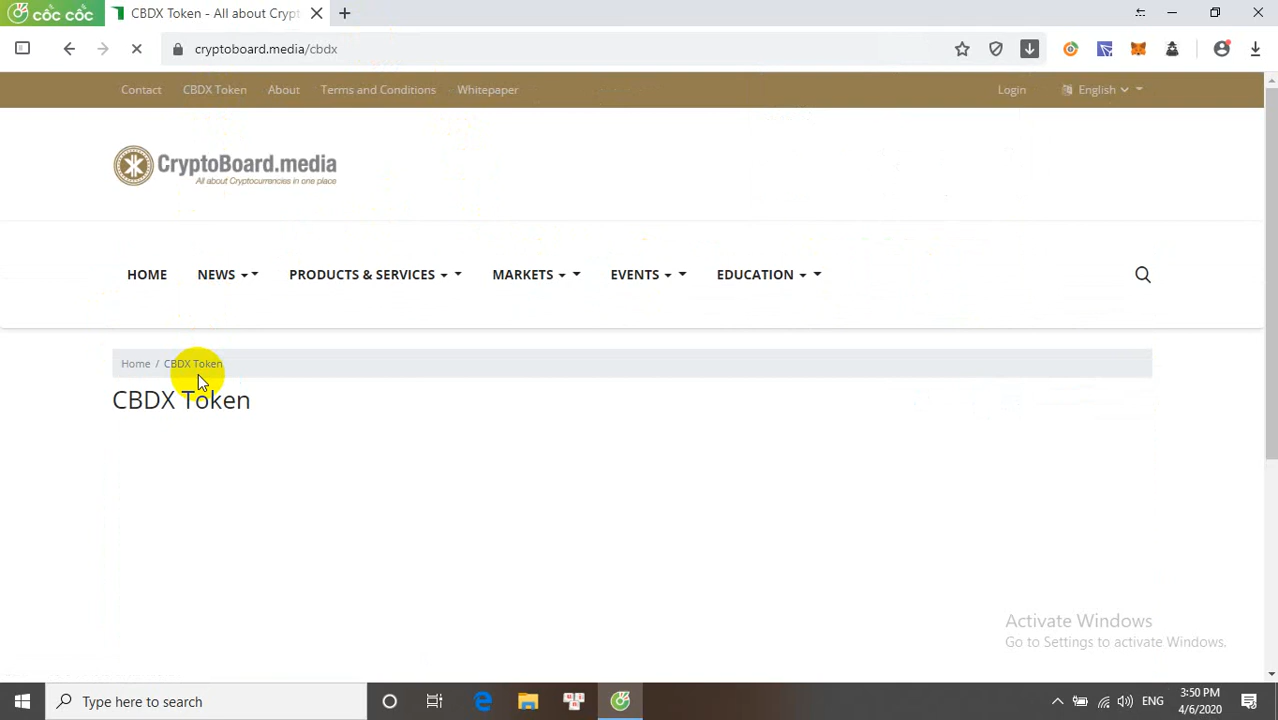 cốc cốc
CBDX Token - All about Crypt
cryptoboard.media/cbdx
Contact CBDX Token About Terms and Conditions Whitepaper Login English
CryptoBoard.media
All about Cryptocurrencies in one place
HOME NEWS PRODUCTS & SERVICES MARKETS EVENTS EDUCATION
Home / CBDX Token
CBDX Token
Activate Windows
Go to Settings to activate Windows.
Type here to search
ENG
3:50 PM
4/6/2020